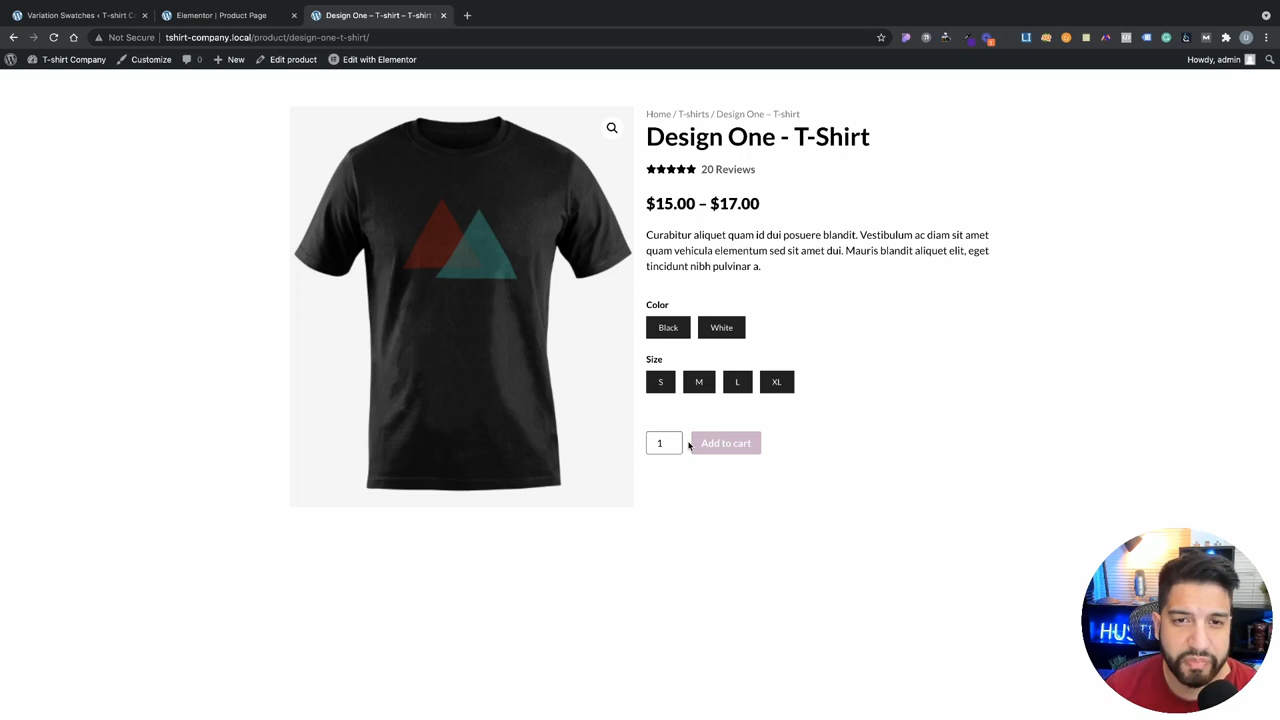 Variation Swatches ‹ T-shirt C
Elementor | Product Page
Design One – T-shirt – T-shirt
Not Secure | tshirt-company.local/product/design-one-t-shirt/
T-shirt Company
Customize
0
New
Edit product
Edit with Elementor
Howdy, admin
Home / T-shirts / Design One – T-shirt
Design One - T-Shirt
20 Reviews
$15.00 – $17.00
Curabitur aliquet quam id dui posuere blandit. Vestibulum ac diam sit amet
quam vehicula elementum sed sit amet dui. Mauris blandit aliquet elit, eget
tincidunt nibh pulvinar a.
Color
Black
White
Size
S
M
L
XL
1
Add to cart